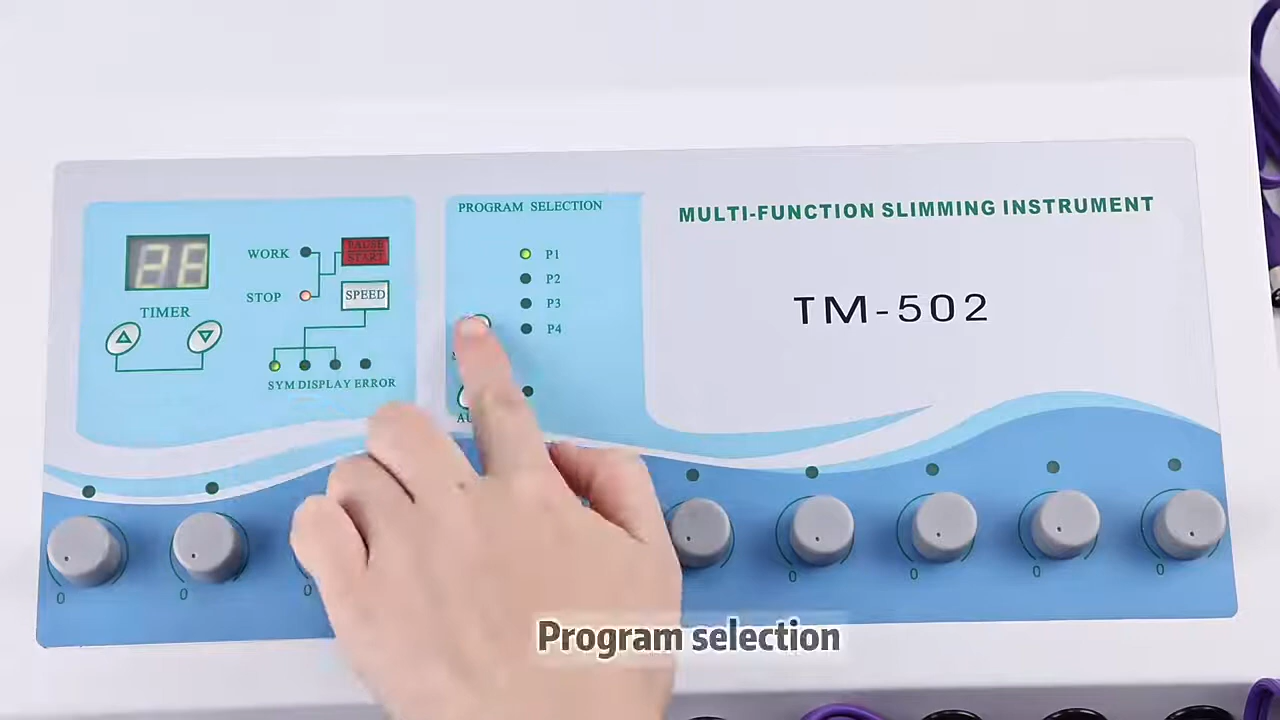 PROGRAM SELECTION
MULTI-FUNCTION SLIMMING INSTRUMENT
TM-502
28
TIMER
WORK
STOP
PAUSE
START
SPEED
SYM DISPLAY ERROR
P1
P2
P3
P4
0
0
0
0
0
0
0
Program selection